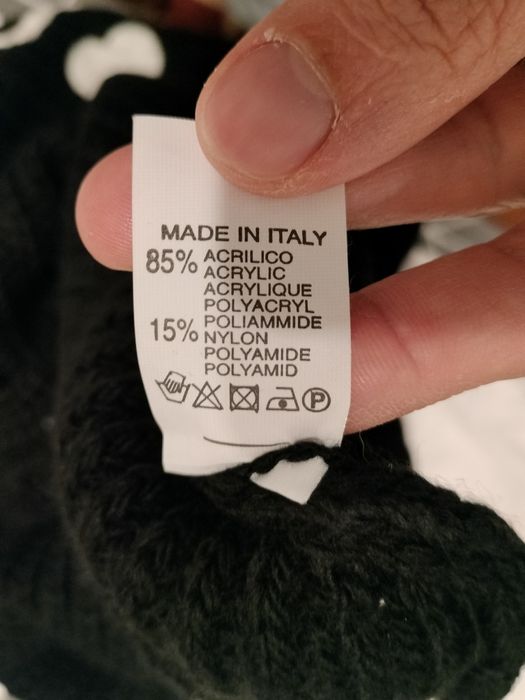 MADE IN ITALY
85% ACRILICO
ACRYLIC
ACRYLIQUE
POLYACRYL
15% POLIAMMIDE
NYLON
POLYAMIDE
POLYAMID
P